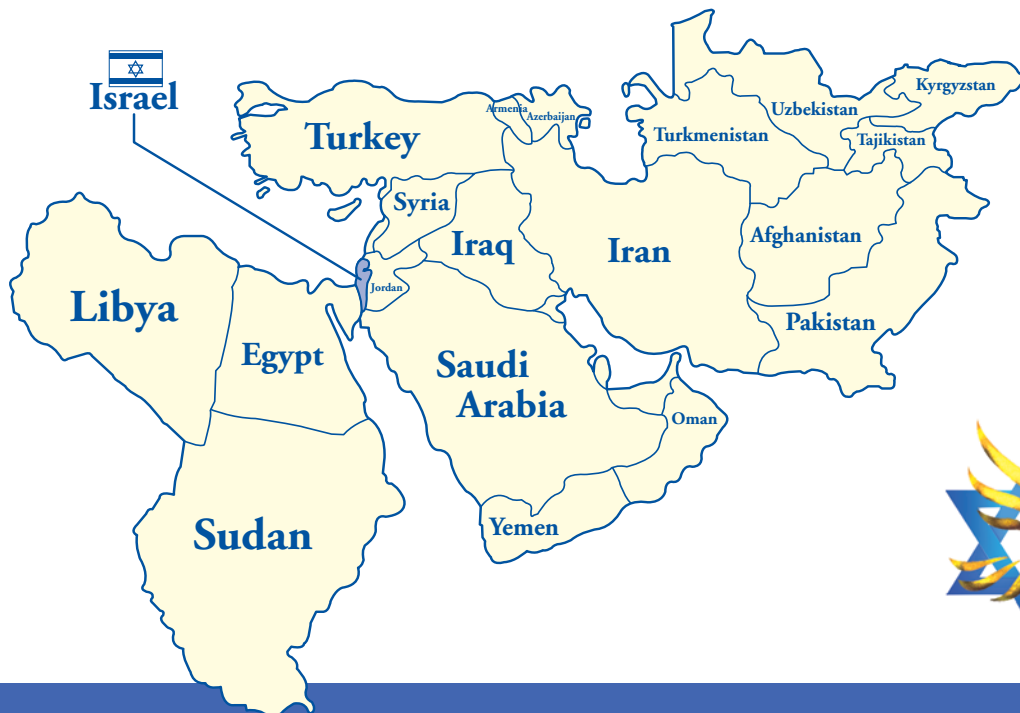 Israel
Kyrgyzstan
Uzbekistan
Armenia
Azerbaijan
Turkey
Turkmenistan
Tajikistan
Syria
Iraq
Iran
Afghanistan
Jordan
Libya
Egypt
Pakistan
Saudi
Arabia
Oman
Yemen
Sudan